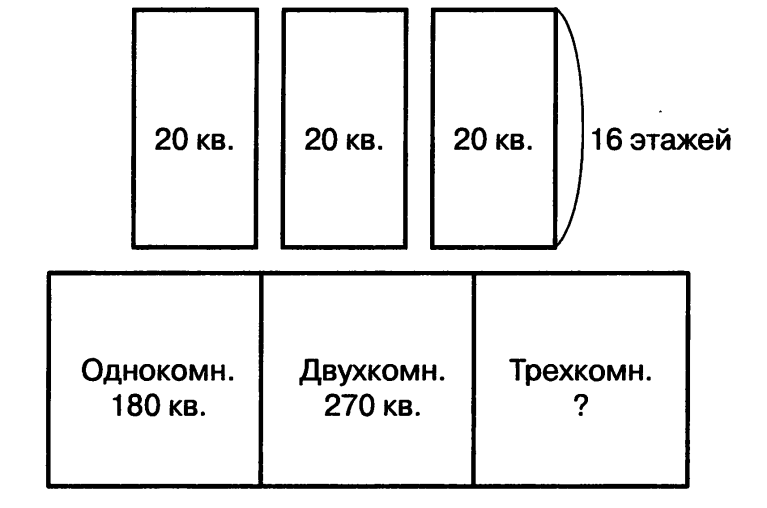 20 кв. 20 кв. 20 кв. 16 этажей
Однокомн. Двухкомн. Трехкомн.
180 кв. 270 кв. ?